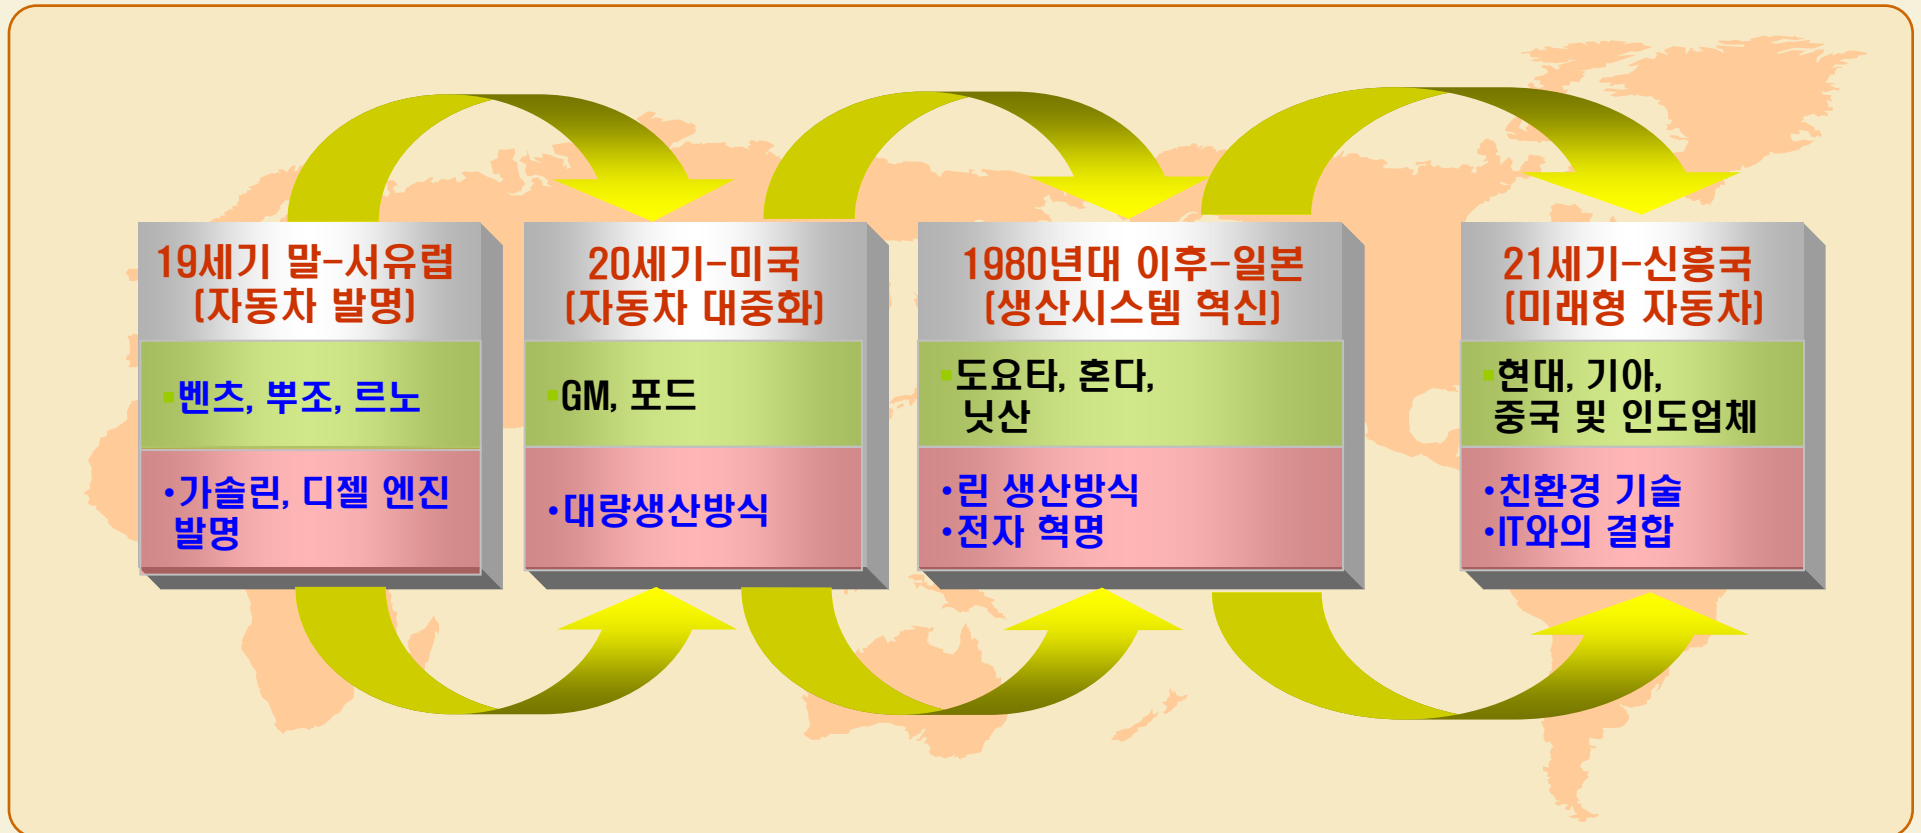 19세기 말-서유럽
(자동차 발명)
▪벤츠, 뿌조, 르노
•가솔린, 디젤 엔진
발명
20세기-미국
(자동차 대중화)
▪GM, 포드
•대량생산방식
1980년대 이후-일본
(생산시스템 혁신)
▪도요타, 혼다,
닛산
•린 생산방식
•전자 혁명
21세기-신흥국
(미래형 자동차)
▪현대, 기아,
중국 및 인도업체
•친환경 기술
•IT와의 결합